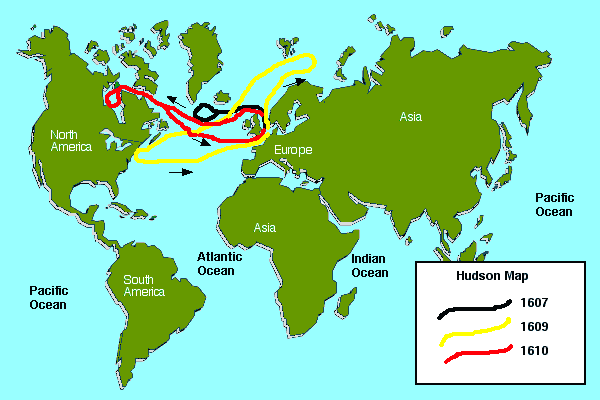 North
America
Europe
Asia
Asia
Atlantic
Ocean
Indian
Ocean
Pacific
Ocean
South
America
Pacific
Ocean
Hudson Map
1607
1609
1610